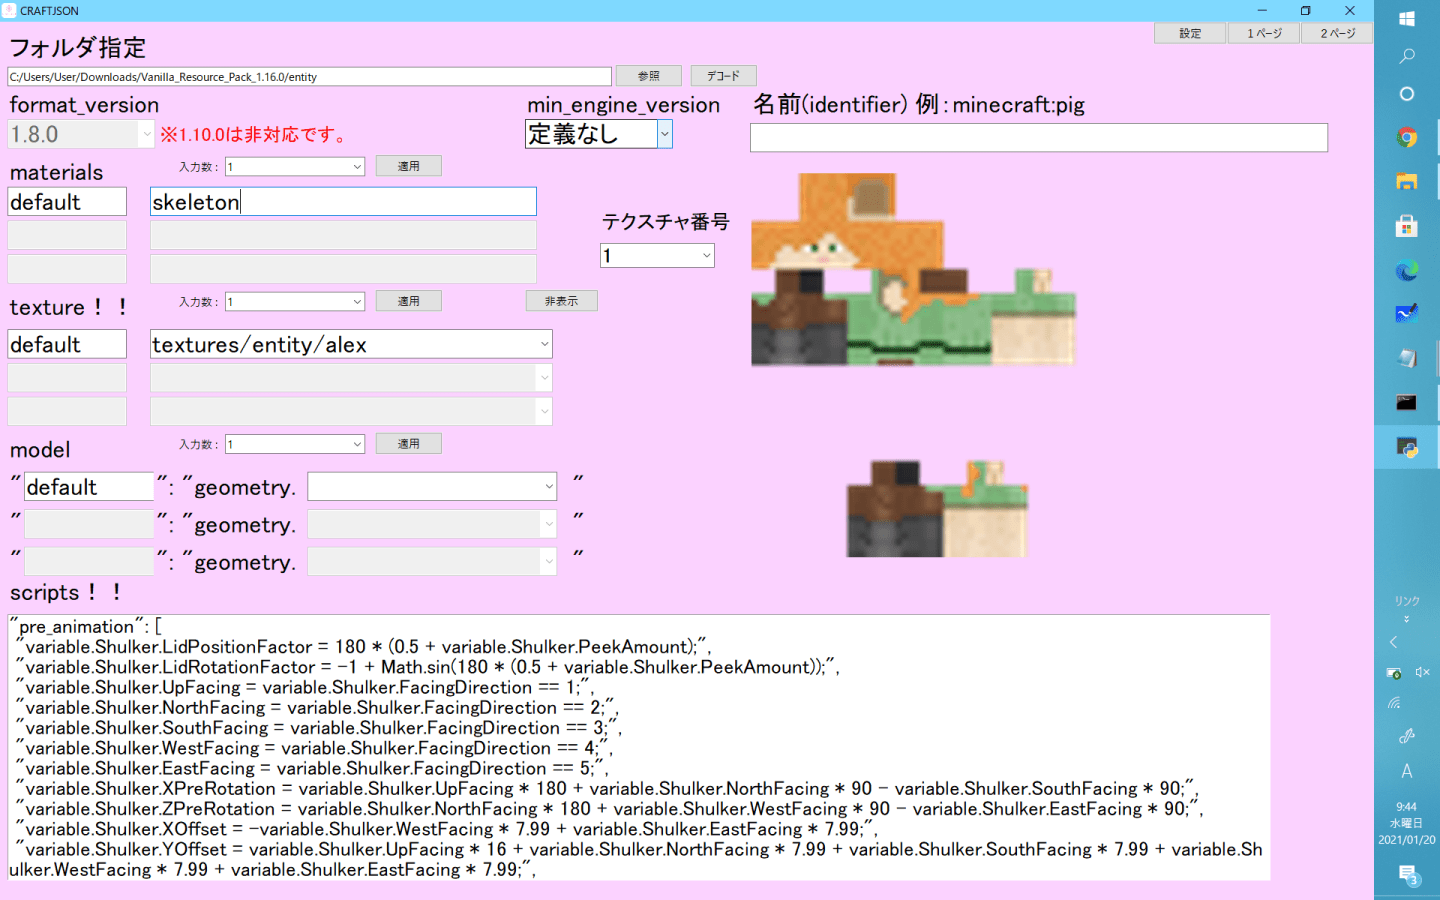 CRAFTJSON
設定 1ページ 2ページ
フォルダ指定
C:/Users/User/Downloads/Vanilla_Resource_Pack_1.16.0/entity 参照 デコード
format_version min_engine_version 名前(identifier) 例:minecraft:pig
1.8.0 ※1.10.0は非対応です。 定義なし
materials 入力数: 1 適用
default skeleton
テクスチャ番号
1
texture！！ 入力数: 1 適用 非表示
default textures/entity/alex
model 入力数: 1 適用
" default ": "geometry. "
" ": "geometry. "
" ": "geometry. "
scripts！！
"pre_animation": [
"variable.Shulker.LidPositionFactor = 180 * (0.5 + variable.Shulker.PeekAmount);",
"variable.Shulker.LidRotationFactor = -1 + Math.sin(180 * (0.5 + variable.Shulker.PeekAmount));",
"variable.Shulker.UpFacing = variable.Shulker.FacingDirection == 1;",
"variable.Shulker.NorthFacing = variable.Shulker.FacingDirection == 2;",
"variable.Shulker.SouthFacing = variable.Shulker.FacingDirection == 3;",
"variable.Shulker.WestFacing = variable.Shulker.FacingDirection == 4;",
"variable.Shulker.EastFacing = variable.Shulker.FacingDirection == 5;",
"variable.Shulker.XPreRotation = variable.Shulker.UpFacing * 180 + variable.Shulker.NorthFacing * 90 - variable.Shulker.SouthFacing * 90;",
"variable.Shulker.ZPreRotation = variable.Shulker.NorthFacing * 180 + variable.Shulker.WestFacing * 90 - variable.Shulker.EastFacing * 90;",
"variable.Shulker.XOffset = -variable.Shulker.WestFacing * 7.99 + variable.Shulker.EastFacing * 7.99;",
"variable.Shulker.YOffset = variable.Shulker.UpFacing * 16 + variable.Shulker.NorthFacing * 7.99 + variable.Shulker.SouthFacing * 7.99 + variable.Sh
ulker.WestFacing * 7.99 + variable.Shulker.EastFacing * 7.99;",
リンク
A
9:44
水曜日
2021/01/20
3